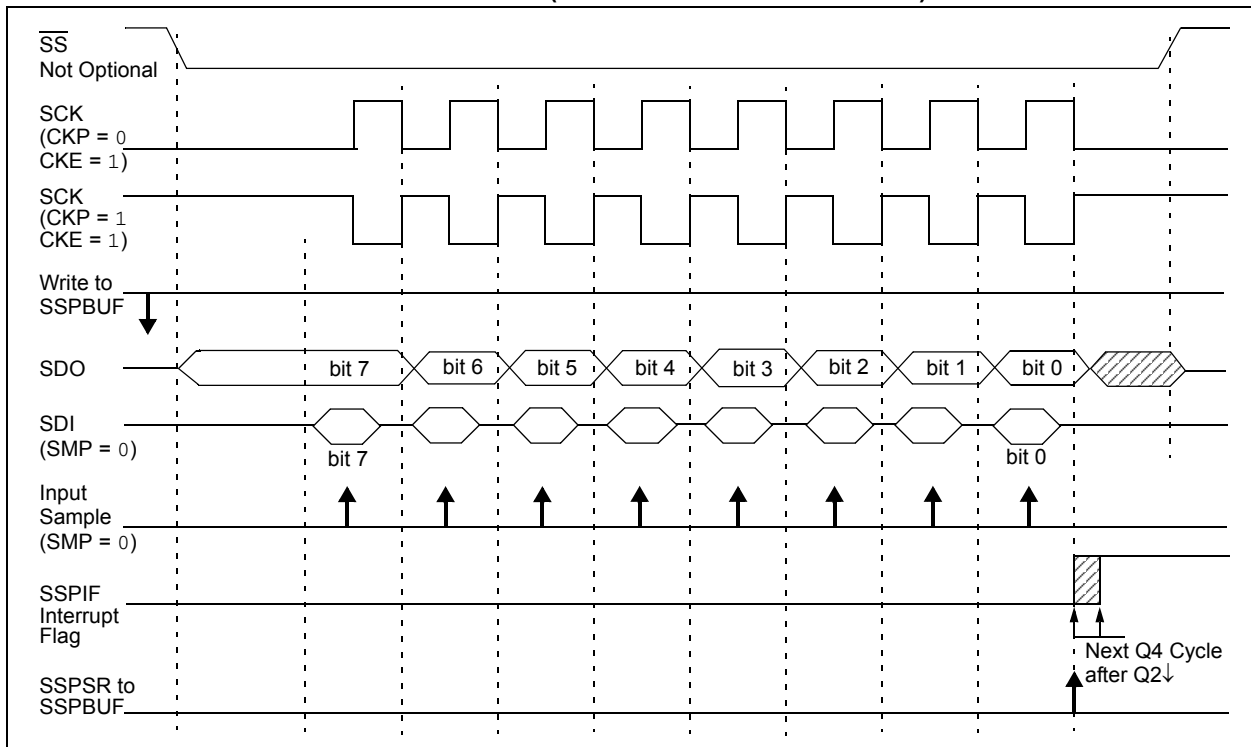 SS
Not Optional
SCK
(CKP = 0
CKE = 1)
SCK
(CKP = 1
CKE = 1)
Write to
SSPBUF
SDO
bit 7
bit 6
bit 5
bit 4
bit 3
bit 2
bit 1
bit 0
SDI
(SMP = 0)
bit 7
bit 0
Input
Sample
(SMP = 0)
SSPIF
Interrupt
Flag
Next Q4 Cycle
after Q2↓
SSPSR to
SSPBUF